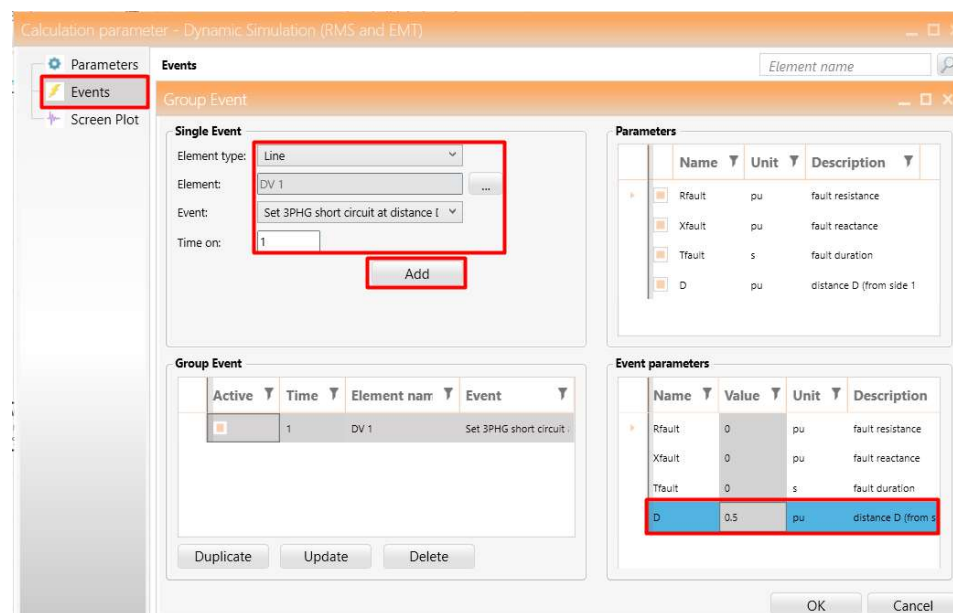 Calculation parameter - Dynamic Simulation (RMS and EMT)
Parameters
Events
Screen Plot
Events
Element name
Group Event
Single Event
Element type: Line
Element: DV 1 ...
Event: Set 3PHG short circuit at distance [
Time on: 1
Add
Parameters
Name Unit Description
Rfault pu fault resistance
Xfault pu fault reactance
Tfault s fault duration
D pu distance D (from side 1
Group Event
Active Time Element nam Event
1 DV 1 Set 3PHG short circuit
Duplicate Update Delete
Event parameters
Name Value Unit Description
Rfault 0 pu fault resistance
Xfault 0 pu fault reactance
Tfault 0 s fault duration
D 0.5 pu distance D (from s
OK Cancel